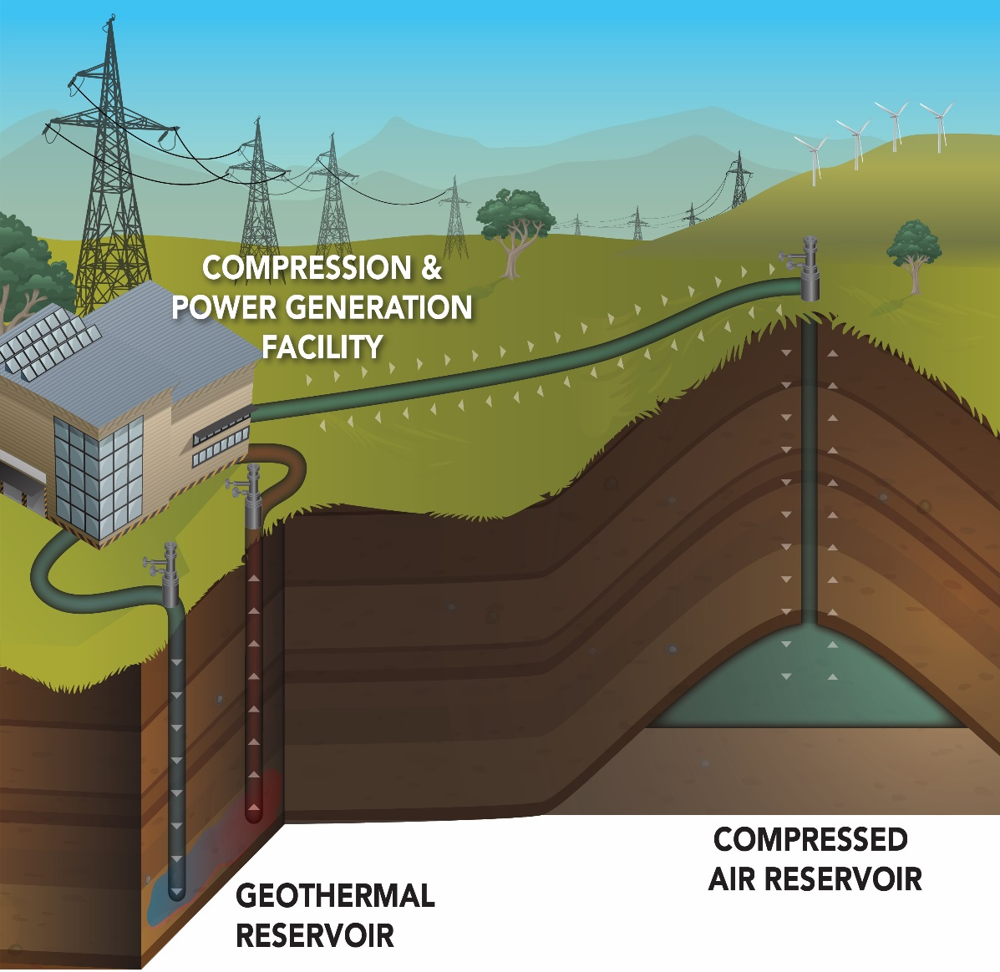 COMPRESSION &
POWER GENERATION
FACILITY
COMPRESSED
AIR RESERVOIR
GEOTHERMAL
RESERVOIR